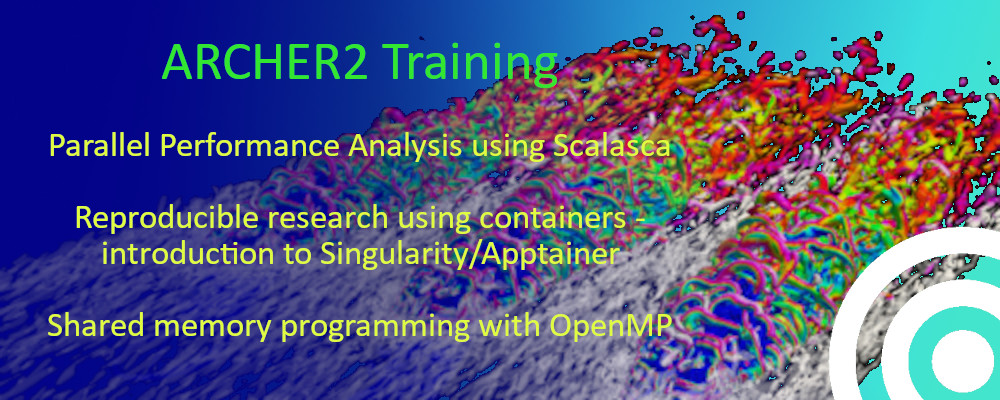 ARCHER2 Training
Parallel Performance Analysis using Scalasca
Reproducible research using containers -
introduction to Singularity/Apptainer
Shared memory programming with OpenMP